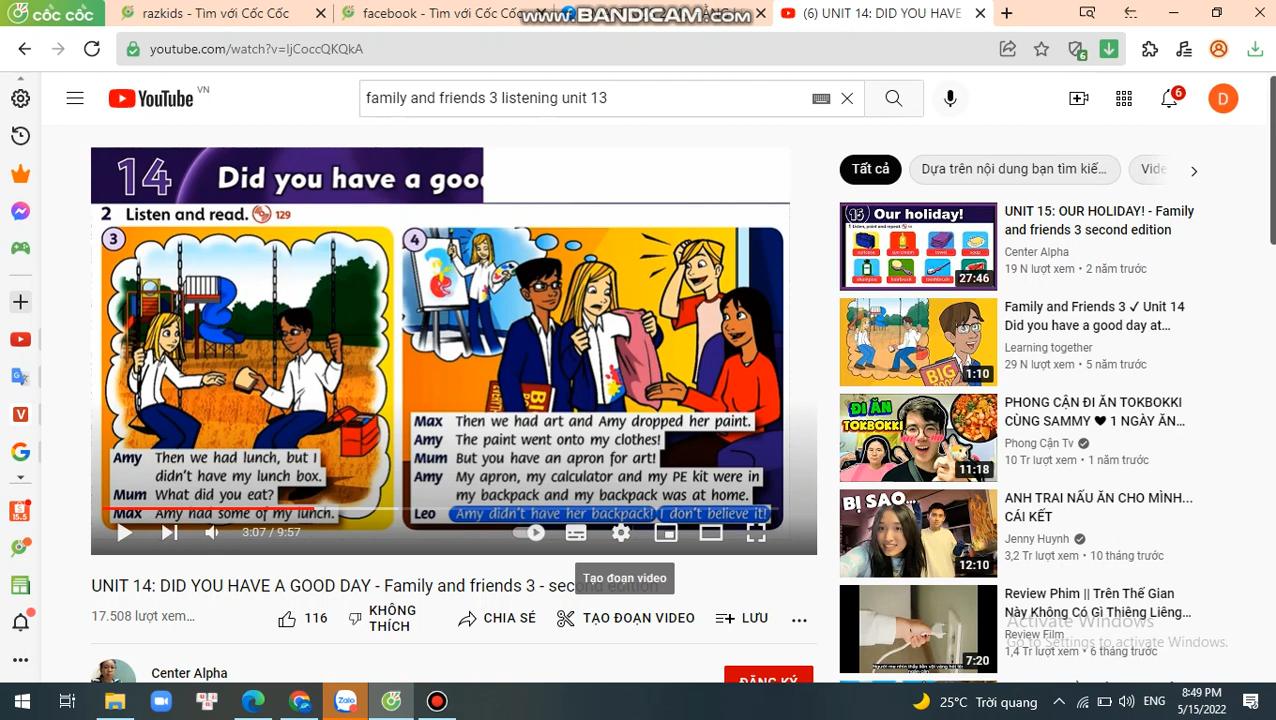 CỐC CỐC
razkids - Tìm với Cốc Cốc
facebook - Tìm với Cốc Cốc
www.BANDICAM.com
(6) UNIT 14: DID YOU HAVE
youtube.com/watch?v=IjCoccQKQkA
6
YouTube VN
family and friends 3 listening unit 13
6
D
14 Did you have a goo
2 Listen and read. 129
3
Amy Then we had lunch, but I
didn't have my lunch box.
Mum What did you eat?
Max Amy had some of my lunch.
4
BIG
Max Then we had art and Amy dropped her paint.
Amy The paint went onto my clothes!
Mum But you have an apron for art!
Amy My apron, my calculator and my PE kit were in
my backpack and my backpack was at home.
Leo Amy didn't have her backpack! I don't believe it!
3:07 / 9:57
Tạo đoạn video
UNIT 14: DID YOU HAVE A GOOD DAY - Family and friends 3 - second edition
17.508 lượt xem...
116
KHÔNG
THÍCH
CHIA SẺ
TẠO ĐOẠN VIDEO
LƯU
Center Alpha
ĐĂNG KÝ
Tất cả
Dựa trên nội dung bạn tìm kiế...
Vide
15 Our holiday!
27:46
UNIT 15: OUR HOLIDAY! - Family
and friends 3 second edition
Center Alpha
19 N lượt xem • 2 năm trước
BIG
1:10
Family and Friends 3 ✓ Unit 14
Did you have a good day at...
Learning together
29 N lượt xem • 5 năm trước
ĐI ĂN
TOKBOKKI
11:18
PHONG CẬN ĐI ĂN TOKBOKKI
CÙNG SAMMY ♥ 1 NGÀY ĂN...
Phong Cận Tv
10 Tr lượt xem • 1 năm trước
BỊ SAO...
12:10
ANH TRAI NẤU ĂN CHO MÌNH...
CÁI KẾT
Jenny Huynh
3,2 Tr lượt xem • 10 tháng trước
7:20
Review Phim || Trên Thế Gian
Này Không Có Gì Thiêng Liêng...
Review Film
1,4 Tr lượt xem • 6 tháng trước
Activate Windows
Go to Settings to activate Windows.
15.5
Zalo
25°C Trời quang
ENG
8:49 PM
5/15/2022